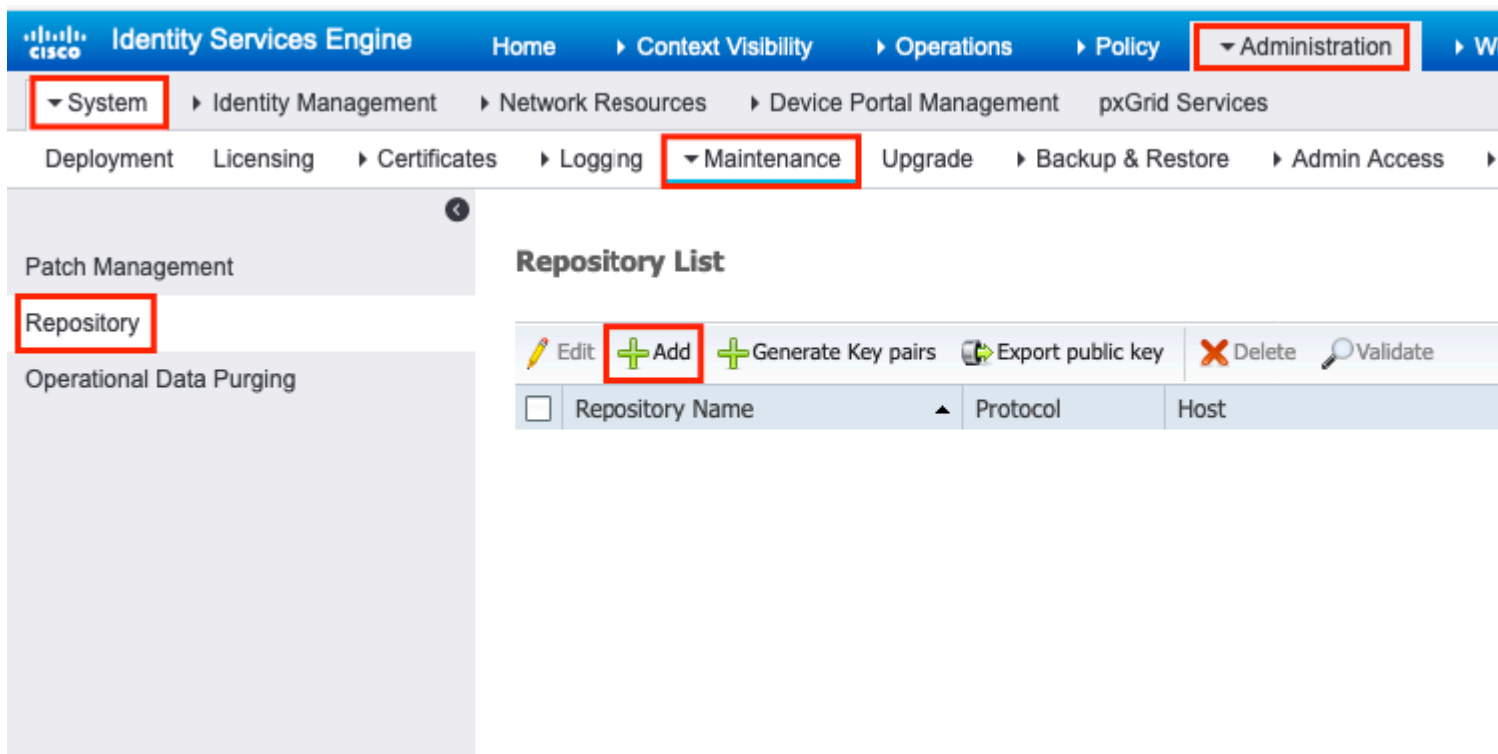 cisco Identity Services Engine Home Context Visibility Operations Policy Administration W
System Identity Management Network Resources Device Portal Management pxGrid Services
Deployment Licensing Certificates Logging Maintenance Upgrade Backup & Restore Admin Access
Patch Management
Repository
Operational Data Purging
Repository List
Edit Add Generate Key pairs Export public key Delete Validate
Repository Name Protocol Host